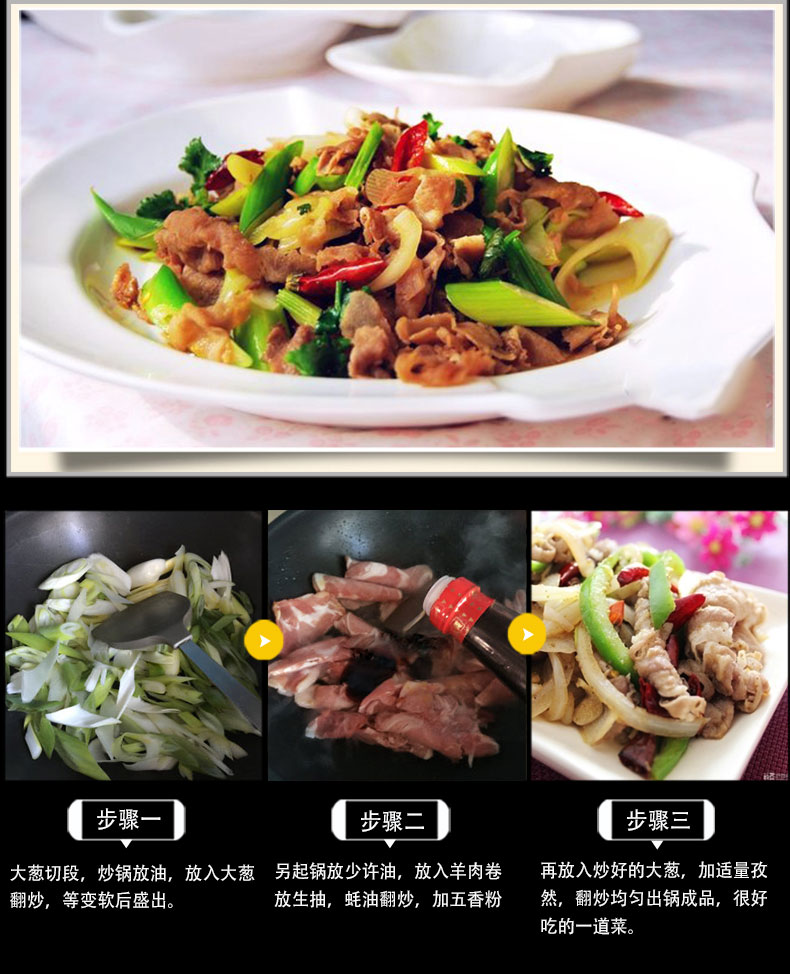 步骤一
大葱切段，炒锅放油，放入大葱
翻炒，等变软后盛出。
步骤二
另起锅放少许油，放入羊肉卷
放生抽，蚝油翻炒，加五香粉
步骤三
再放入炒好的大葱，加适量孜
然，翻炒均匀出锅成品，很好
吃的一道菜。